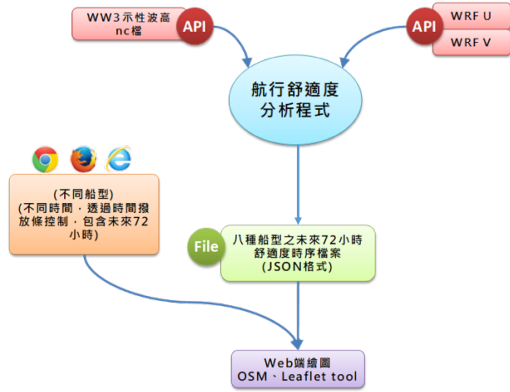 WW3示性波高
nc檔
API
API
WRF U
WRF V
航行舒適度
分析程式
(不同船型)
(不同時間，透過時間撥
放條控制，包含未來72
小時)
File
八種船型之未來72小時
舒適度時序檔案
(JSON格式)
Web端繪圖
OSM、Leaflet tool